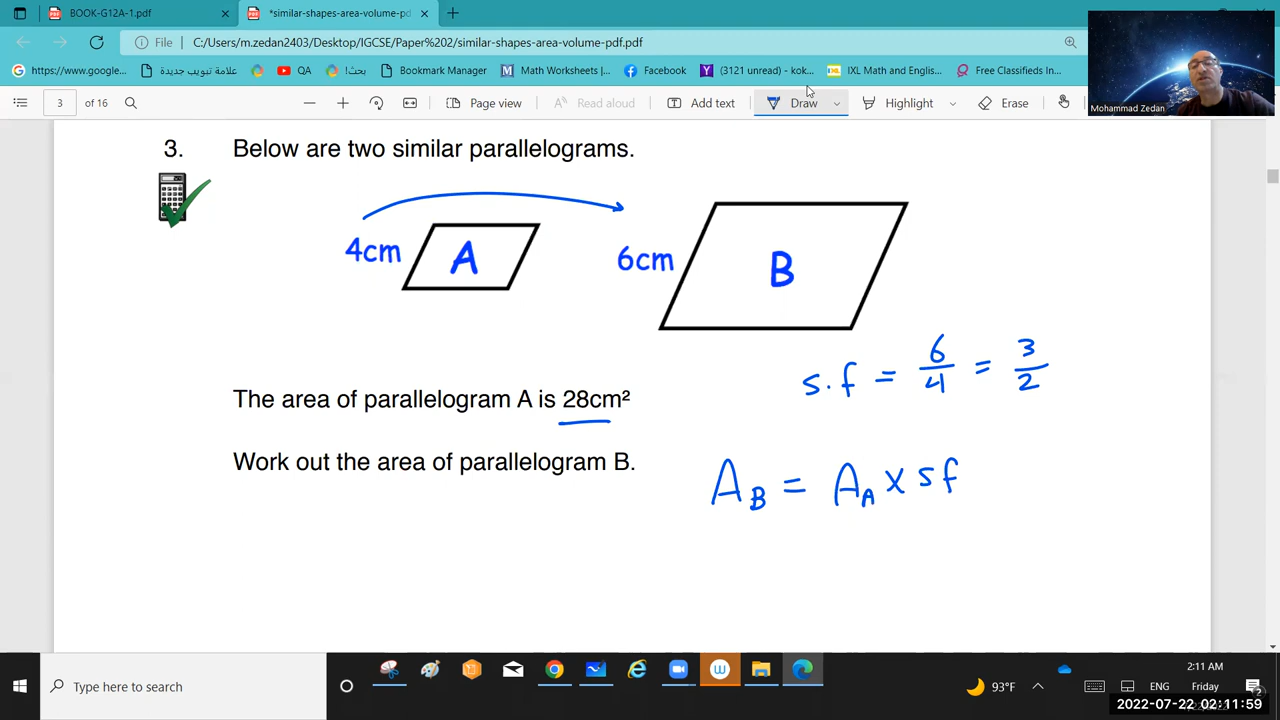 BOOK-G12A-1.pdf
*similar-shapes-area-volume-pd
File C:/Users/m.zedan2403/Desktop/IGCSE/Paper%202/similar-shapes-area-volume-pdf.pdf
https://www.google... علامة تبويب جديدة QA بحث! Bookmark Manager Math Worksheets |... Facebook (3121 unread) - kok... IXL Math and Englis... Free Classifieds In...
3 of 16 Page view Read aloud Add text Draw Highlight Erase
Mohammad Zedan
3. Below are two similar parallelograms.
4cm A 6cm B
s.f = 6/4 = 3/2
The area of parallelogram A is 28cm²
Work out the area of parallelogram B.
A_B = A_A × sf
Type here to search
93°F
ENG
2:11 AM
Friday
2022-07-22 02:11:59